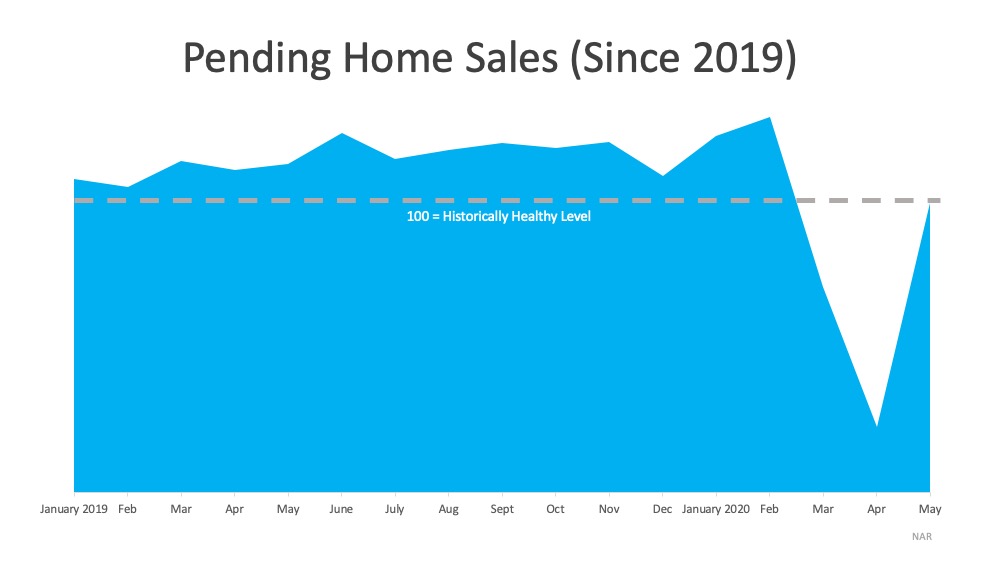 Pending Home Sales (Since 2019)
100 = Historically Healthy Level
January 2019 Feb Mar Apr May June July Aug Sept Oct Nov Dec January 2020 Feb Mar Apr May
NAR